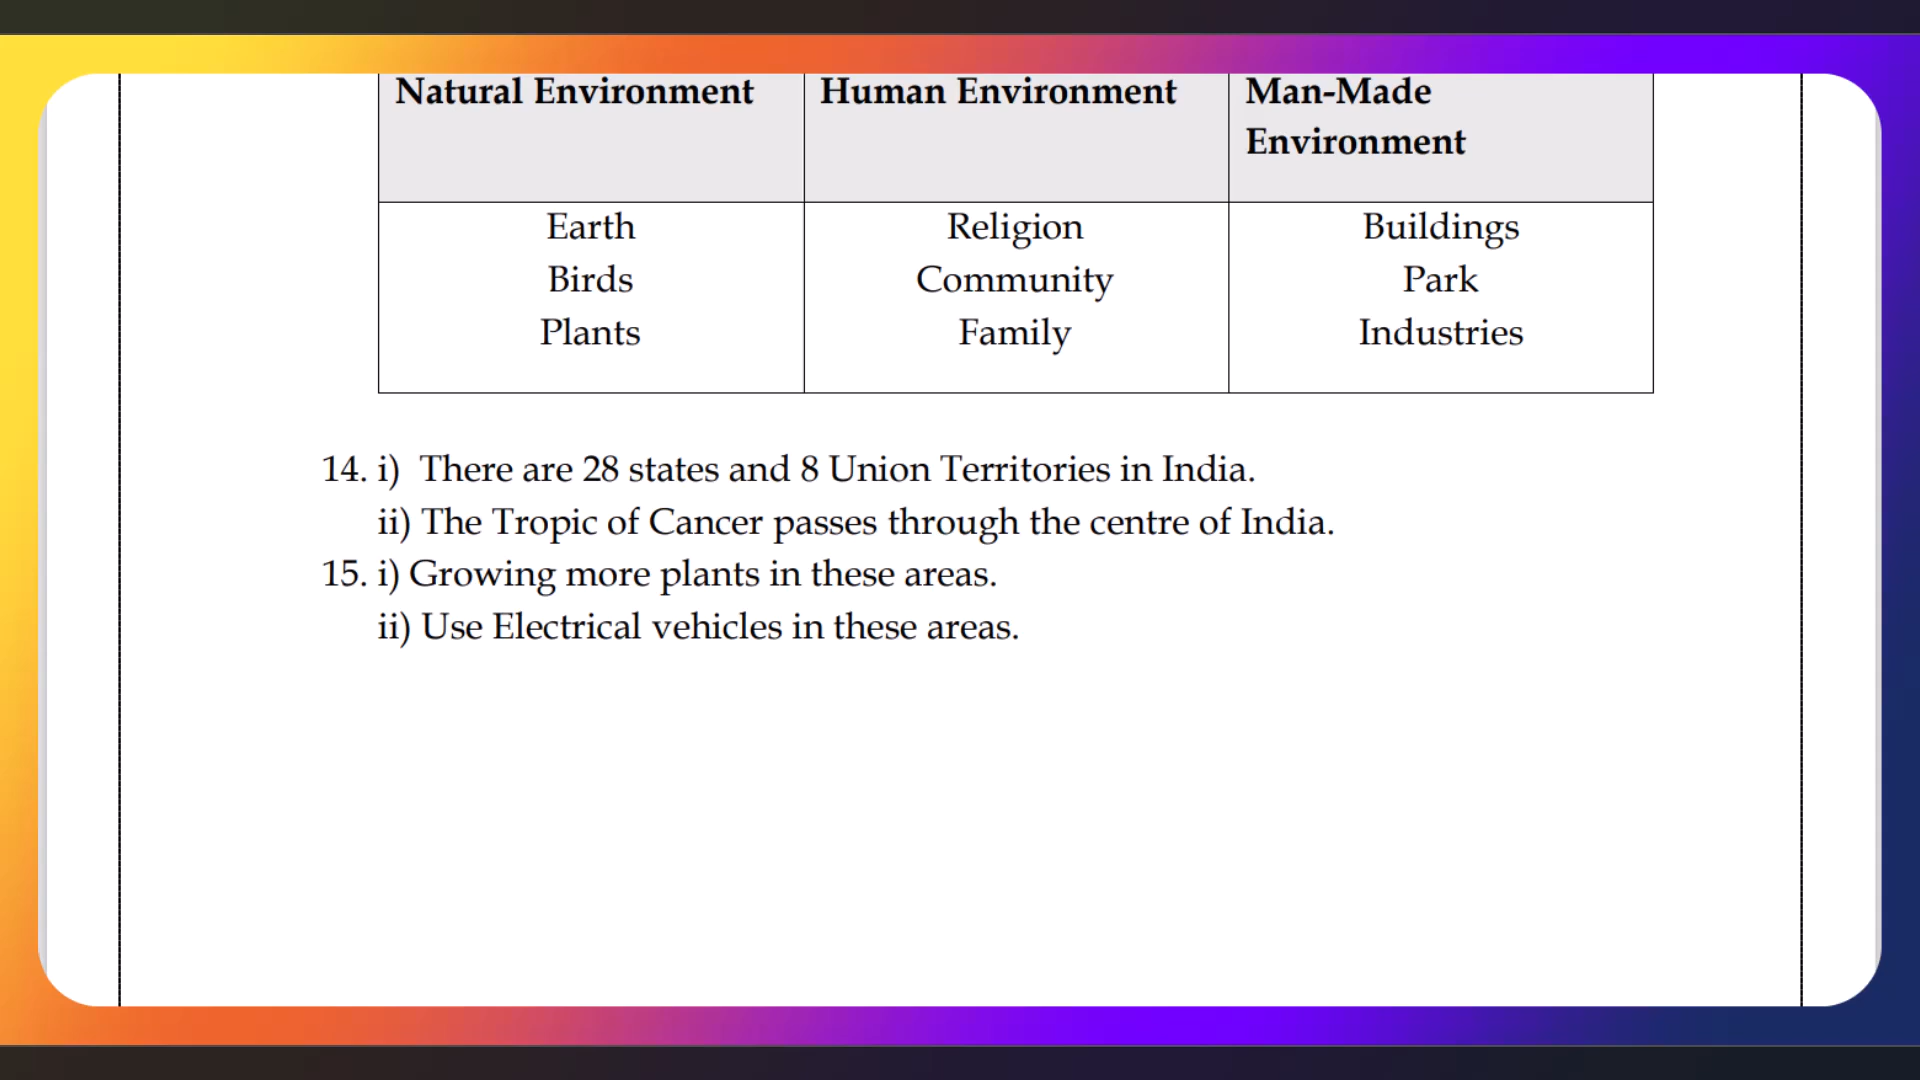 Natural Environment Human Environment Man-Made
Environment
Earth Religion Buildings
Birds Community Park
Plants Family Industries
14. i) There are 28 states and 8 Union Territories in India.
ii) The Tropic of Cancer passes through the centre of India.
15. i) Growing more plants in these areas.
ii) Use Electrical vehicles in these areas.